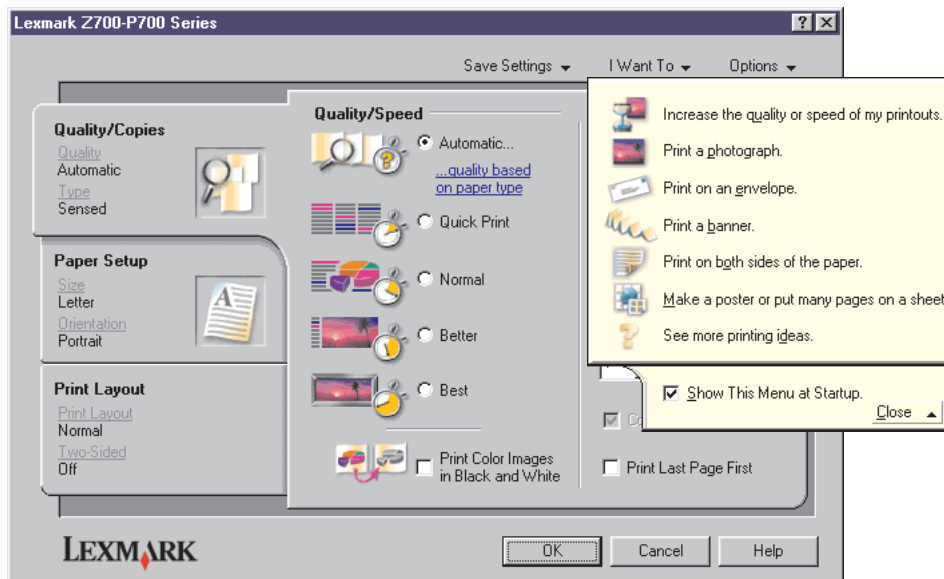 Lexmark Z700-P700 Series
Save Settings
I Want To
Options
Quality/Copies
Quality
Automatic
Type
Sensed
Paper Setup
Size
Letter
Orientation
Portrait
Print Layout
Print Layout
Normal
Two-Sided
Off
Quality/Speed
Automatic...
...quality based
on paper type
Quick Print
Normal
Better
Best
Print Color Images
in Black and White
Increase the quality or speed of my printouts.
Print a photograph.
Print on an envelope.
Print a banner.
Print on both sides of the paper.
Make a poster or put many pages on a sheet
See more printing ideas.
Show This Menu at Startup.
Close
Print Last Page First
LEXMARK
OK
Cancel
Help